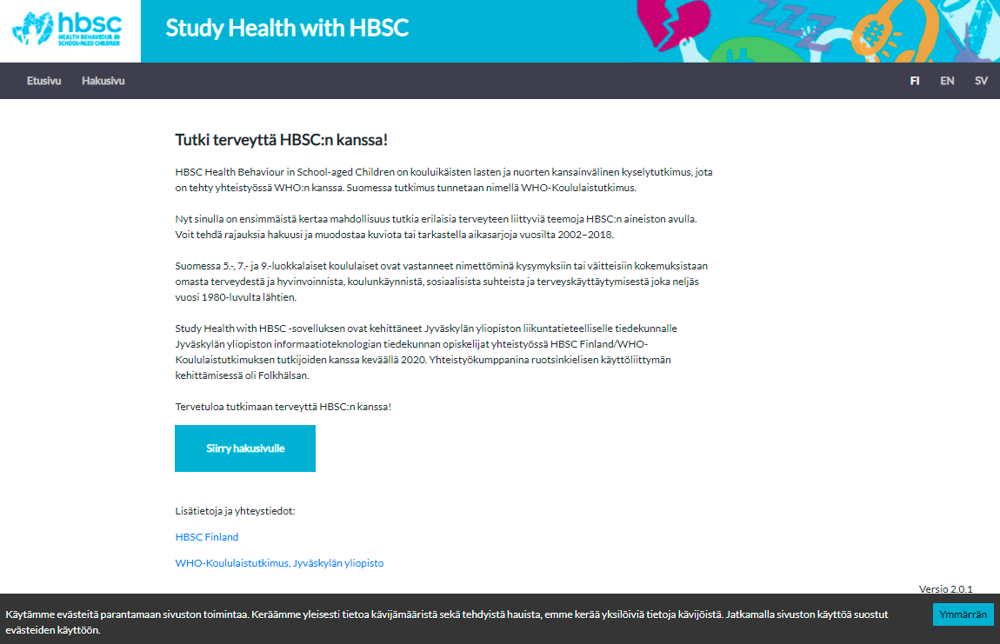 hbsc
HEALTH BEHAVIOUR IN
SCHOOL-AGED CHILDREN
Study Health with HBSC
ZZZ
Etusivu Hakusivu FI EN SV
Tutki terveyttä HBSC:n kanssa!
HBSC Health Behaviour in School-aged Children on kouluikäisten lasten ja nuorten kansainvälinen kyselytutkimus, jota
on tehty yhteistyössä WHO:n kanssa. Suomessa tutkimus tunnetaan nimellä WHO-Koululaistutkimus.
Nyt sinulla on ensimmäistä kertaa mahdollisuus tutkia erilaisia terveyteen liittyviä teemoja HBSC:n aineiston avulla.
Voit tehdä rajauksia hakuusi ja muodostaa kuviota tai tarkastella aikasarjoja vuosilta 2002–2018.
Suomessa 5.-, 7.- ja 9.-luokkalaiset koululaiset ovat vastanneet nimettöminä kysymyksiin tai väitteisiin kokemuksistaan
omasta terveydestä ja hyvinvoinnista, koulunkäynnistä, sosiaalisista suhteista ja terveyskäyttäytymisestä joka neljäs
vuosi 1980-luvulta lähtien.
Study Health with HBSC -sovelluksen ovat kehittäneet Jyväskylän yliopiston liikuntatieteelliselle tiedekunnalle
Jyväskylän yliopiston informaatioteknologian tiedekunnan opiskelijat yhteistyössä HBSC Finland/WHO-
Koululaistutkimuksen tutkijoiden kanssa keväällä 2020. Yhteistyökumppanina ruotsinkielisen käyttöliittymän
kehittämisessä oli Folkhälsan.
Tervetuloa tutkimaan terveyttä HBSC:n kanssa!
Siirry hakusivulle
Lisätietoja ja yhteystiedot:
HBSC Finland
WHO-Koululaistutkimus, Jyväskylän yliopisto
Versio 2.0.1
Käytämme evästeitä parantamaan sivuston toimintaa. Keräämme yleisesti tietoa kävijämääristä sekä tehdyistä hauista, emme kerää yksilöiviä tietoja kävijöistä. Jatkamalla sivuston käyttöä suostut
evästeiden käyttöön.
Ymmärrän